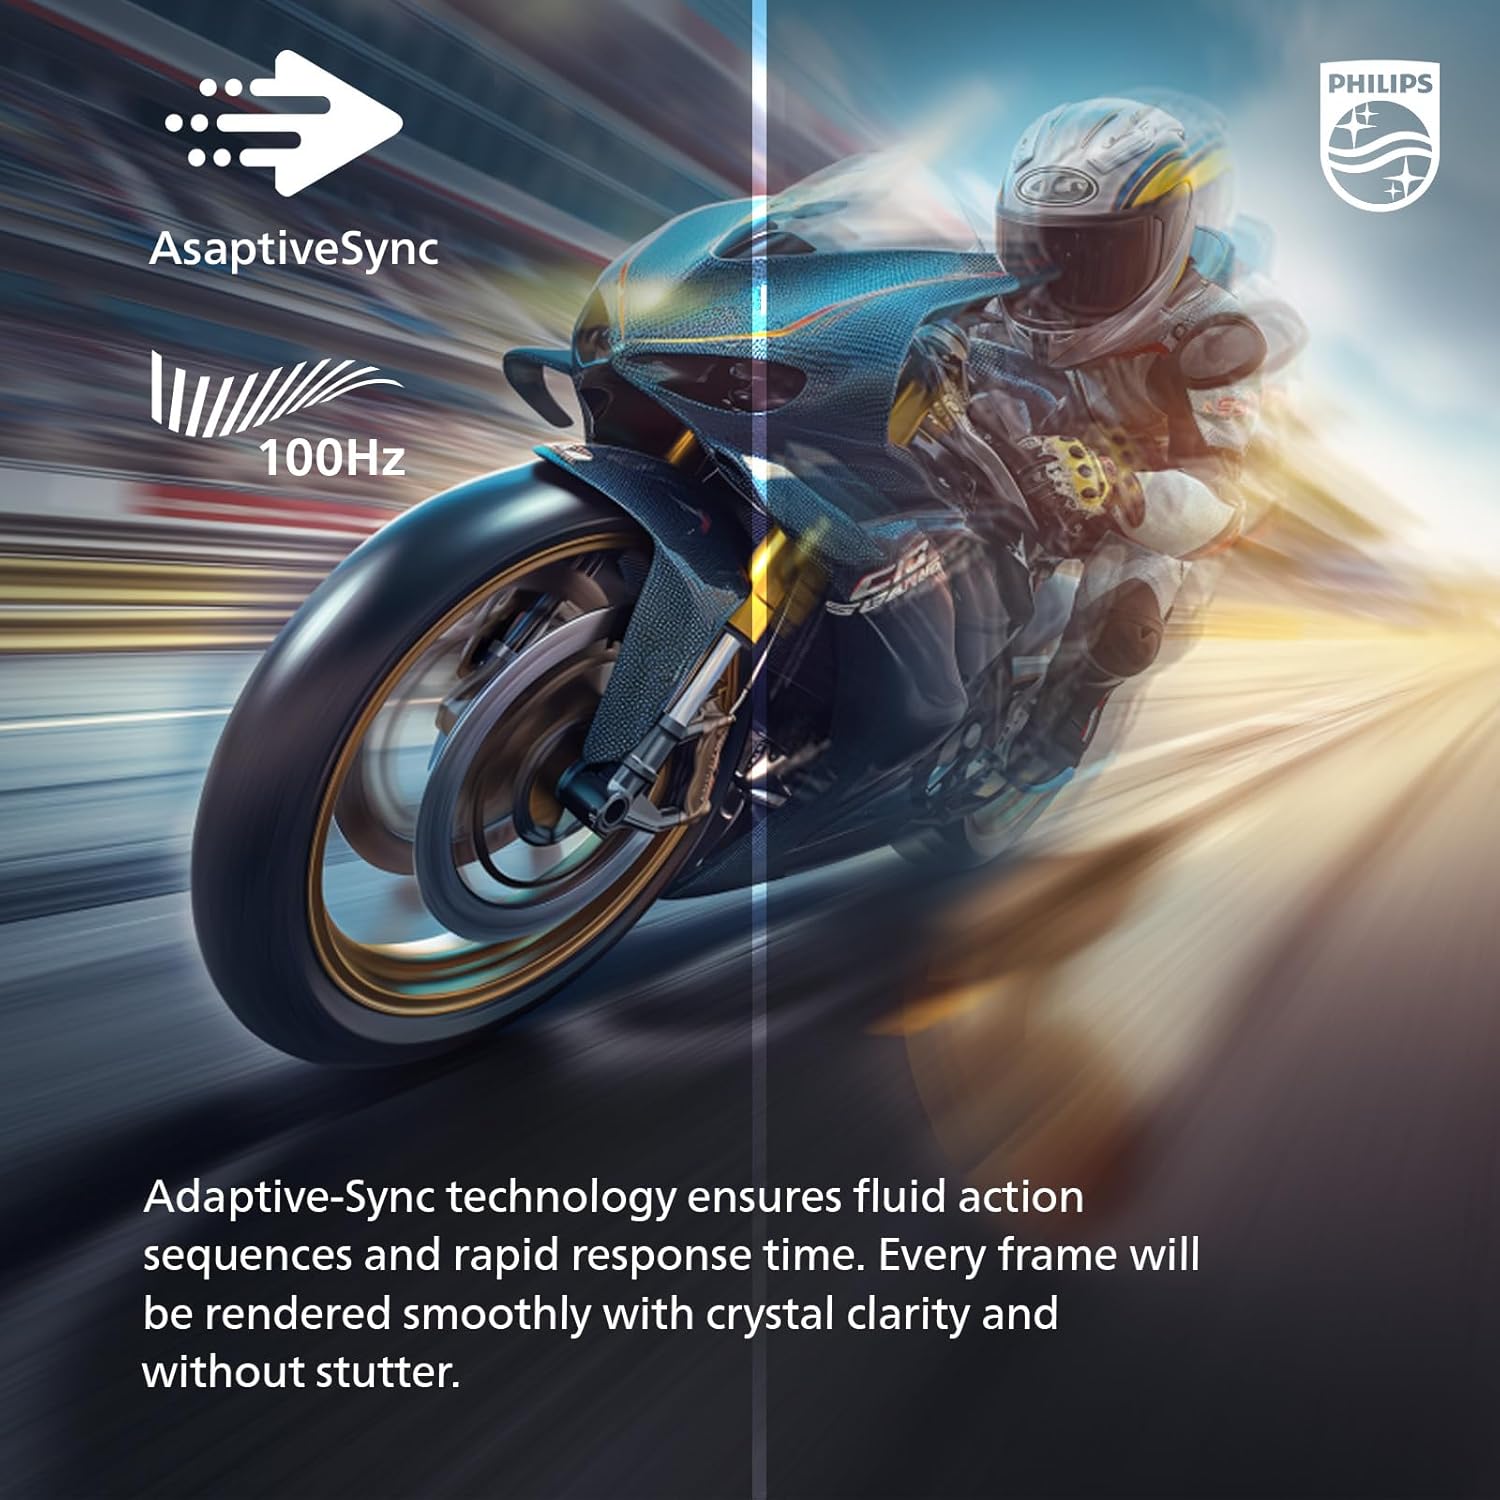 PHILIPS
AsaptiveSync
100Hz
Adaptive-Sync technology ensures fluid action
sequences and rapid response time. Every frame will
be rendered smoothly with crystal clarity and
without stutter.